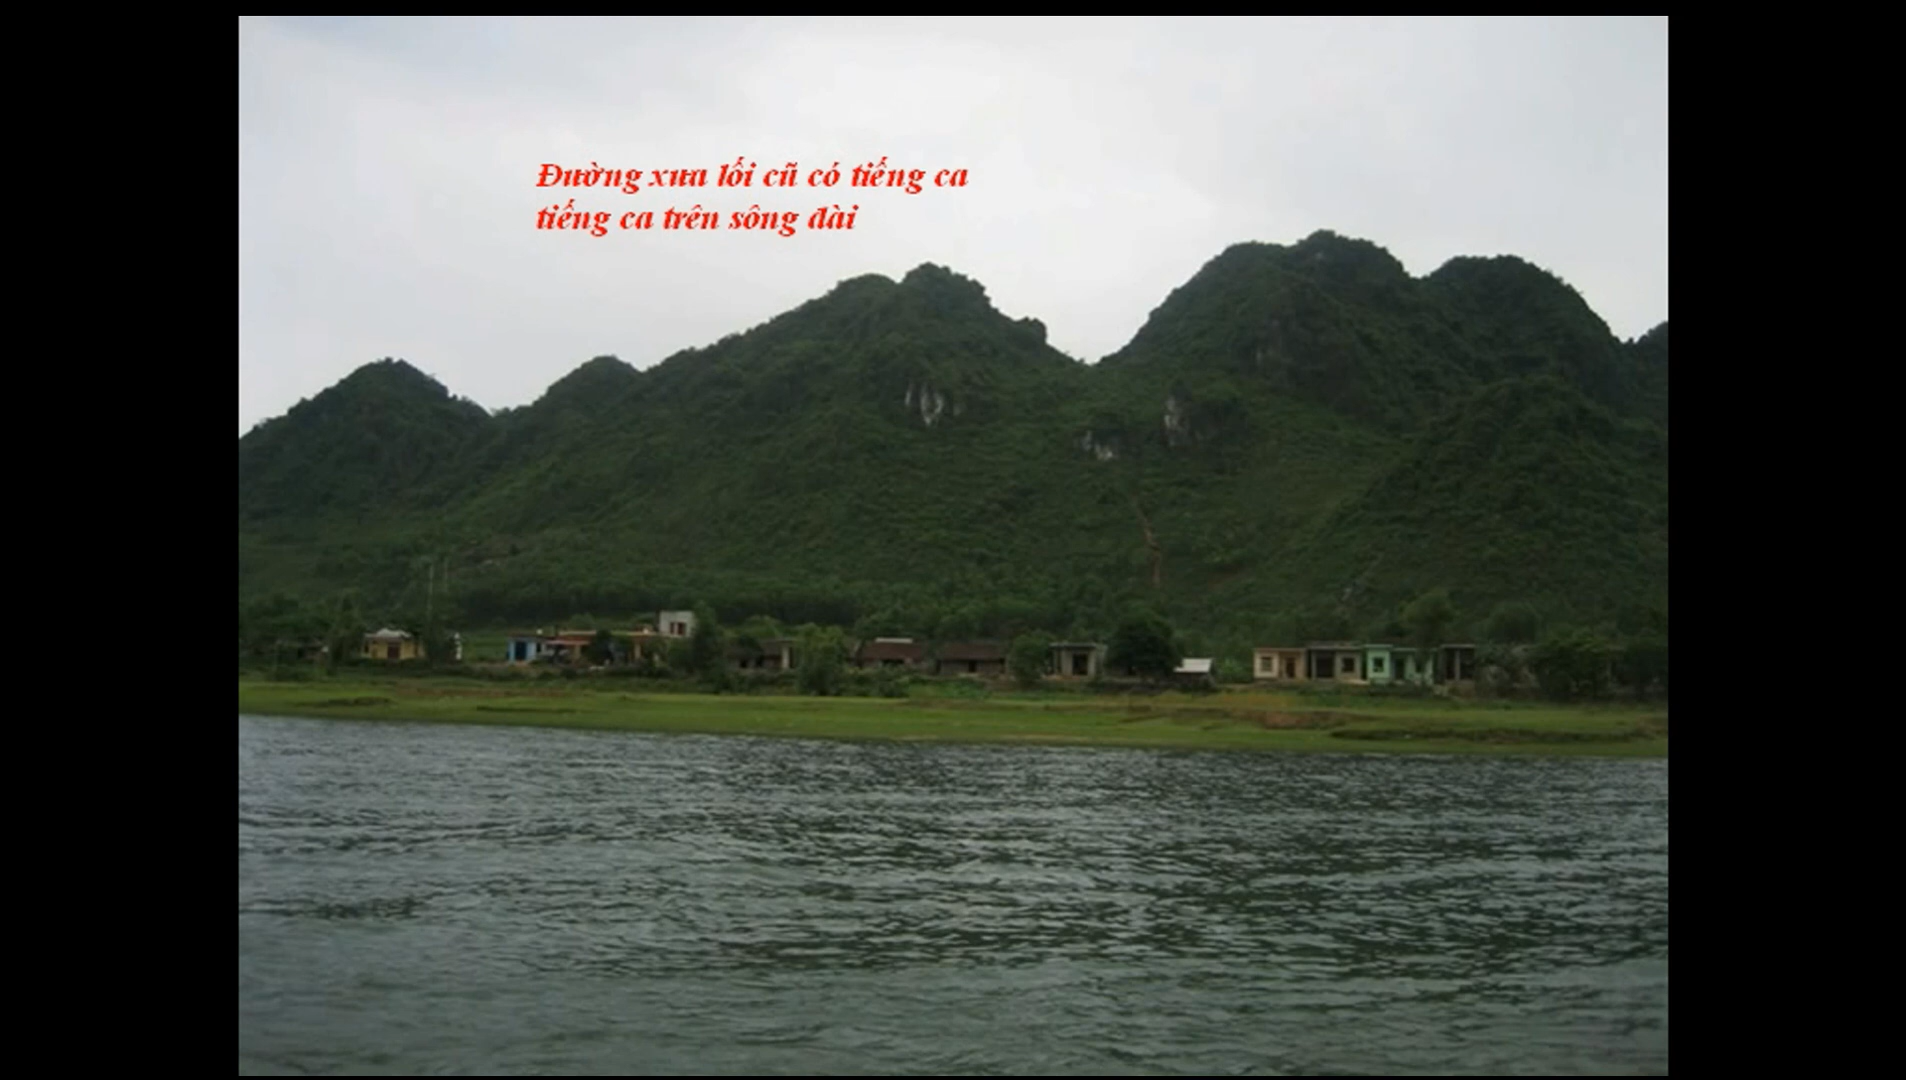 Đường xưa lối cũ có tiếng ca
tiếng ca trên sông dài